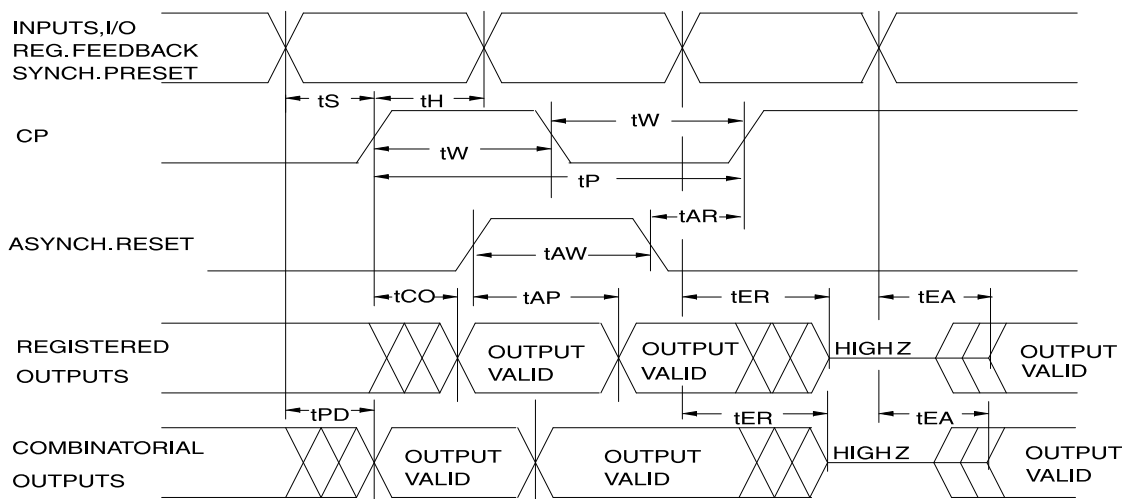 INPUTS,I/O
REG.FEEDBACK
SYNCH.PRESET
tS
tH
CP
tW
tW
tP
tAR
ASYNCH.RESET
tAW
tCO
tAP
tER
tEA
REGISTERED
OUTPUTS
OUTPUT
VALID
OUTPUT
VALID
HIGH Z
OUTPUT
VALID
tPD
tER
tEA
COMBINATORIAL
OUTPUTS
OUTPUT
VALID
OUTPUT
VALID
HIGH Z
OUTPUT
VALID